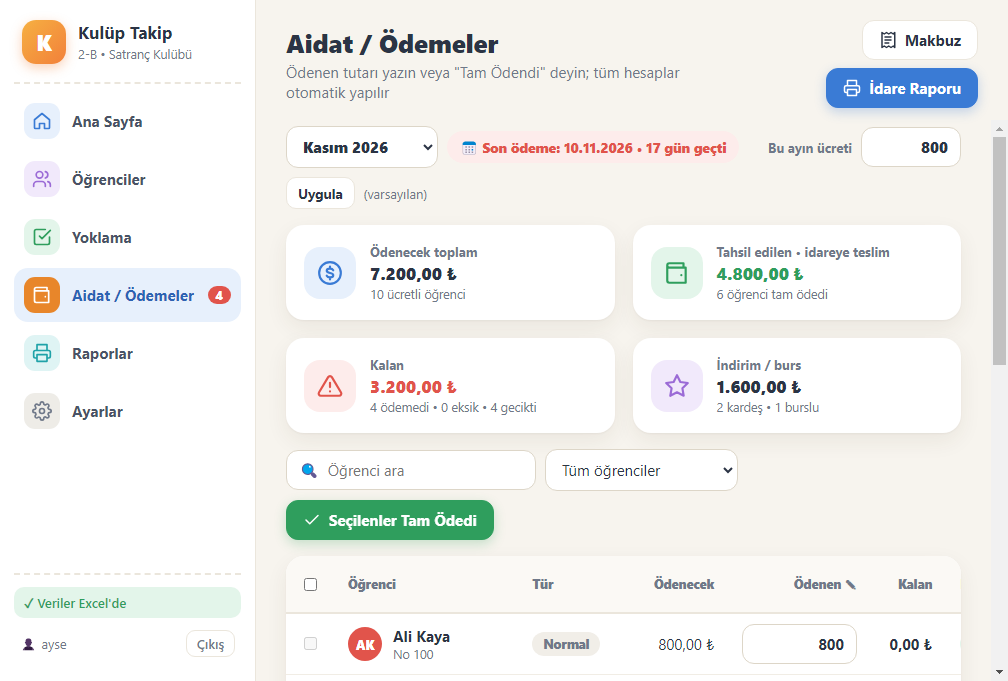 K
Kulüp Takip
2-B • Satranç Kulübü
Ana Sayfa
Öğrenciler
Yoklama
Aidat / Ödemeler 4
Raporlar
Ayarlar
✓ Veriler Excel'de
ayse Çıkış
Aidat / Ödemeler
Ödenen tutarı yazın veya "Tam Ödendi" deyin; tüm hesaplar
otomatik yapılır
Makbuz
İdare Raporu
Kasım 2026
Son ödeme: 10.11.2026 • 17 gün geçti
Bu ayın ücreti 800
Uygula (varsayılan)
Ödenecek toplam
7.200,00 ₺
10 ücretli öğrenci
Tahsil edilen • idareye teslim
4.800,00 ₺
6 öğrenci tam ödedi
Kalan
3.200,00 ₺
4 ödemedi • 0 eksik • 4 gecikti
İndirim / burs
1.600,00 ₺
2 kardeş • 1 burslu
Öğrenci ara
Tüm öğrenciler
Seçilenler Tam Ödedi
Öğrenci Tür Ödenecek Ödenen ✎ Kalan
AK Ali Kaya Normal 800,00 ₺ 800 0,00 ₺
No 100